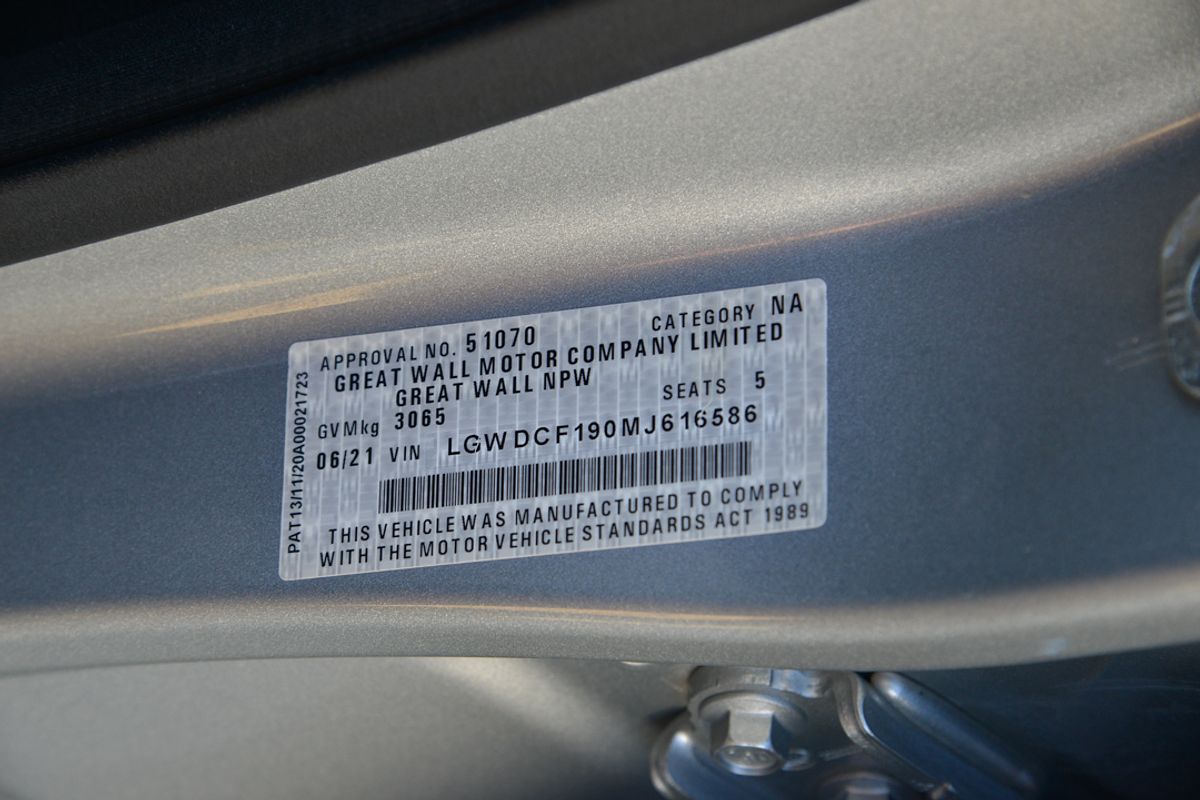 APPROVAL NO. 51070 CATEGORY NA
GREAT WALL MOTOR COMPANY LIMITED
GREAT WALL NPW
GVMkg 3065 SEATS 5
06/21 VIN LGWDCF190MJ616586
THIS VEHICLE WAS MANUFACTURED TO COMPLY
WITH THE MOTOR VEHICLE STANDARDS ACT 1989
PAT13/11/20A00021723